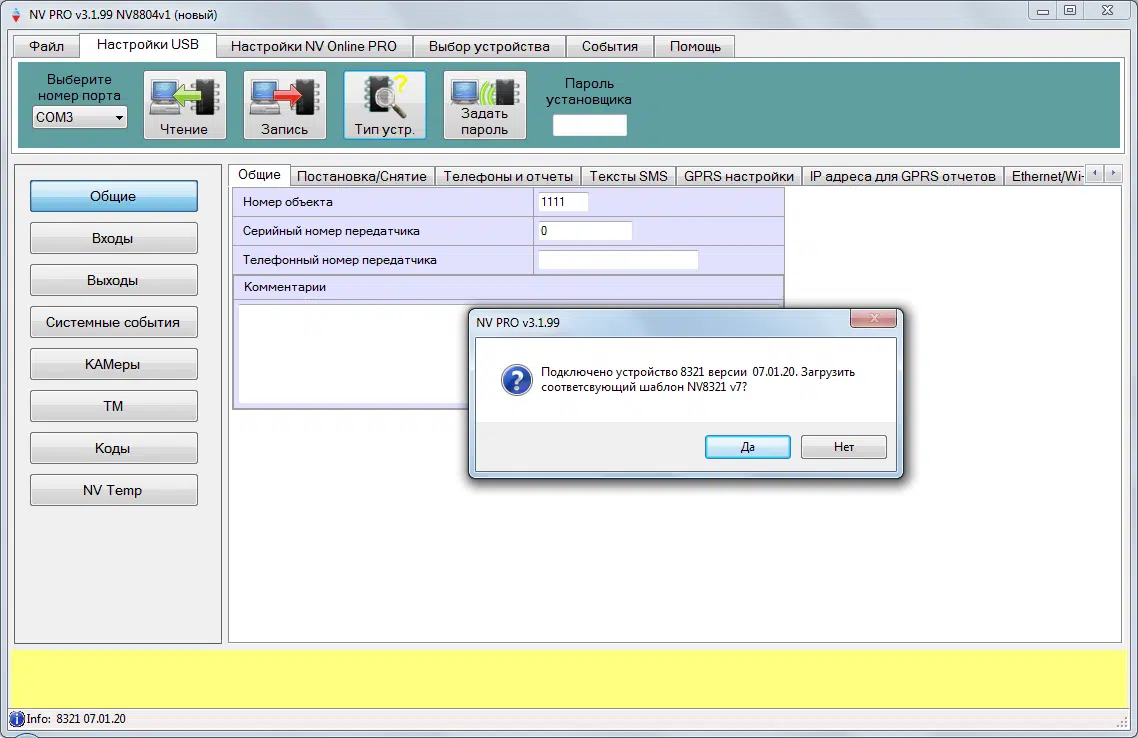 NV PRO v3.1.99 NV8804v1 (новый)
Файл
Настройки USB
Настройки NV Online PRO
Выбор устройства
События
Помощь
Выберите
номер порта
COM3
Чтение
Запись
Тип устр.
Задать
пароль
Пароль
установщика
Общие
Входы
Выходы
Системные события
КАМеры
ТМ
Коды
NV Temp
Общие
Постановка/Снятие
Телефоны и отчеты
Тексты SMS
GPRS настройки
IP адреса для GPRS отчетов
Ethernet/Wi-
Номер объекта
1111
Серийный номер передатчика
0
Телефонный номер передатчика
Комментарии
NV PRO v3.1.99
Подключено устройство 8321 версии 07.01.20. Загрузить
соответсвующий шаблон NV8321 v7?
Да
Нет
Info: 8321 07.01.20